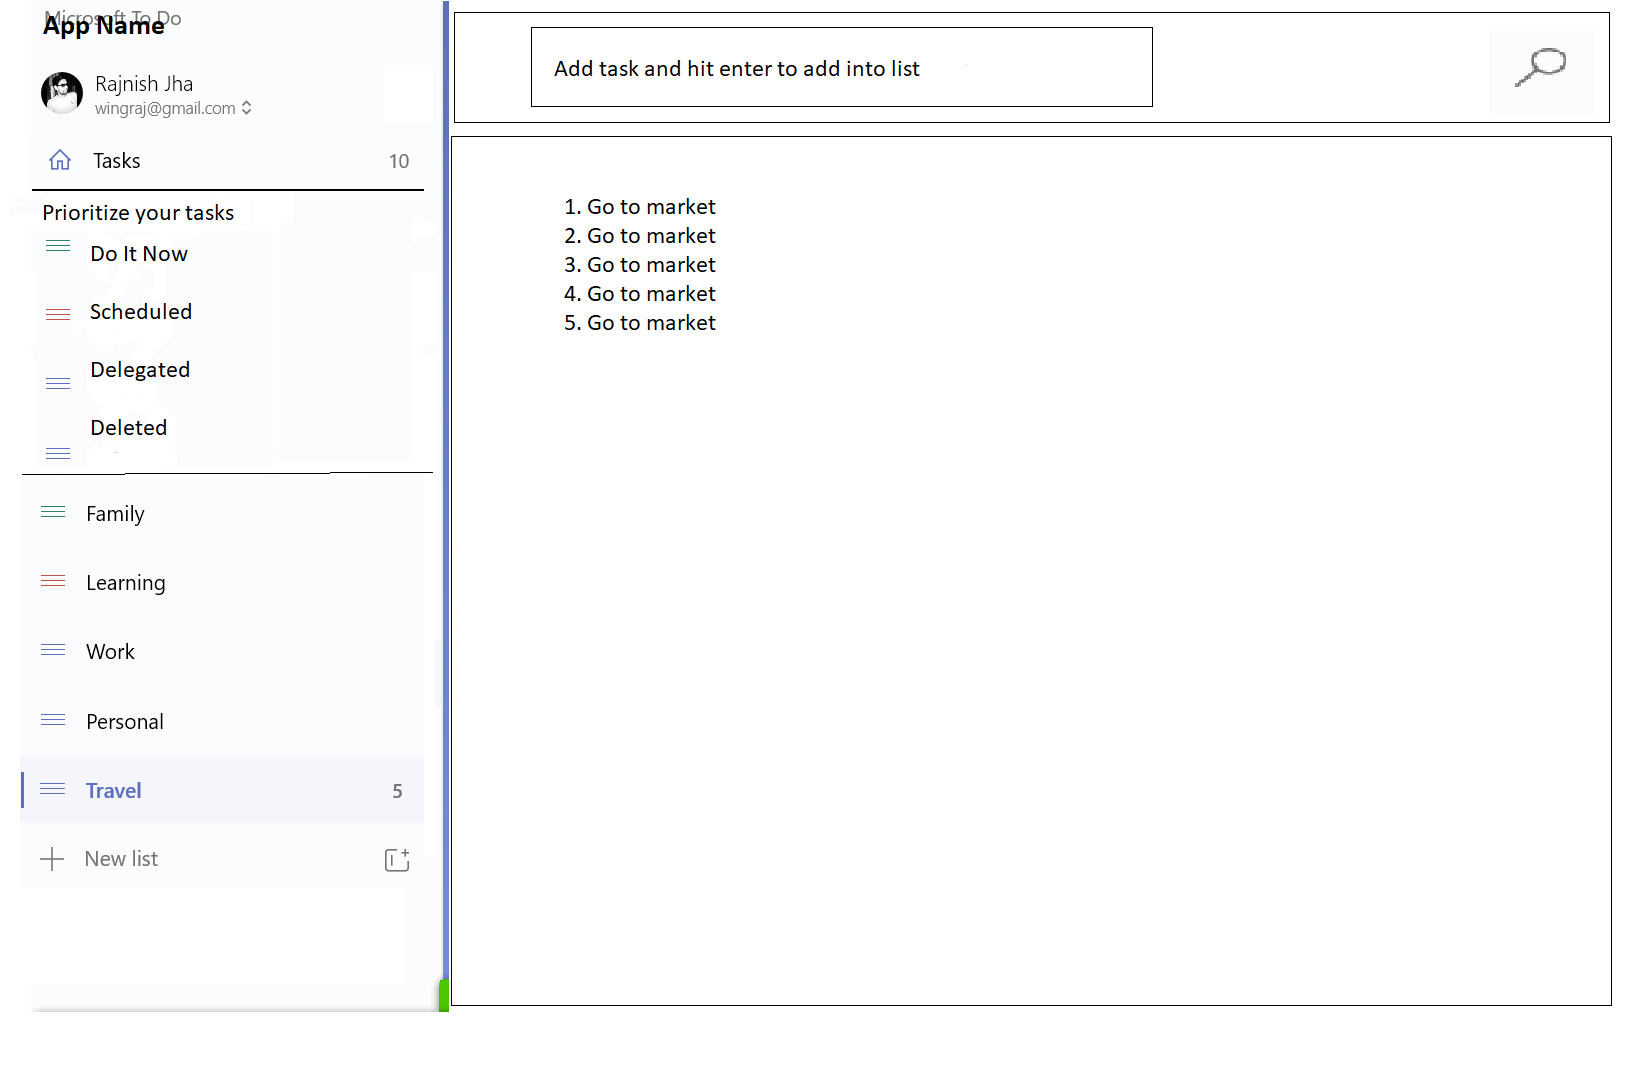 Microsoft To Do
App Name
Rajnish Jha
wingraj@gmail.com
Tasks 10
Prioritize your tasks
Do It Now
Scheduled
Delegated
Deleted
Family
Learning
Work
Personal
Travel 5
New list
Add task and hit enter to add into list
1. Go to market
2. Go to market
3. Go to market
4. Go to market
5. Go to market